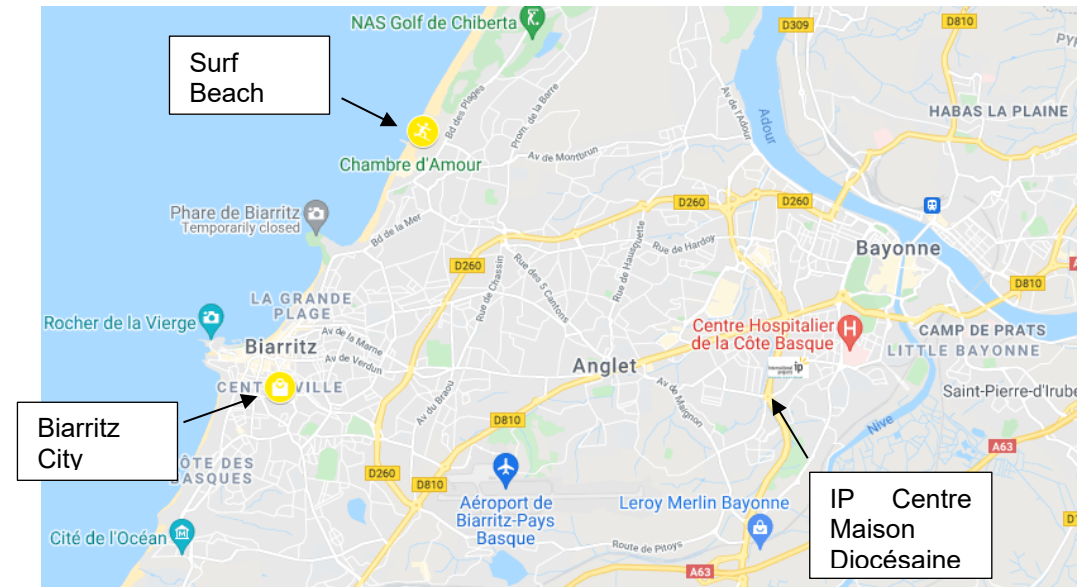 NAS Golf de Chiberta
D309
D810
Surf
Beach
Bd des Plages
Prom. de la Barre
Av de l'Adour
Adour
HABAS LA PLAINE
Chambre d'Amour
Av de Montbrun
Phare de Biarritz
Temporarily closed
Bd de la Mer
D260
D260
Rue de Hausquette
Rue de Hardoy
Bayonne
D260
Rue de Chassin
Rue des 5 Cantons
D810
LA GRANDE
PLAGE
Rocher de la Vierge
Av de la Marne
Biarritz
Av de Verdun
Centre Hospitalier
de la Côte Basque
CAMP DE PRATS
LITTLE BAYONNE
Anglet
ip
Av de Maignon
Av du Braou
Saint-Pierre-d'Irube
Biarritz
City
D810
Nive
A63
ÔTE DES
BASQUES
D260
D810
Aéroport de
Biarritz-Pays
Basque
Leroy Merlin Bayonne
IP Centre
Maison
Diocésaine
Cité de l'Océan
Route de Pitoys
A63